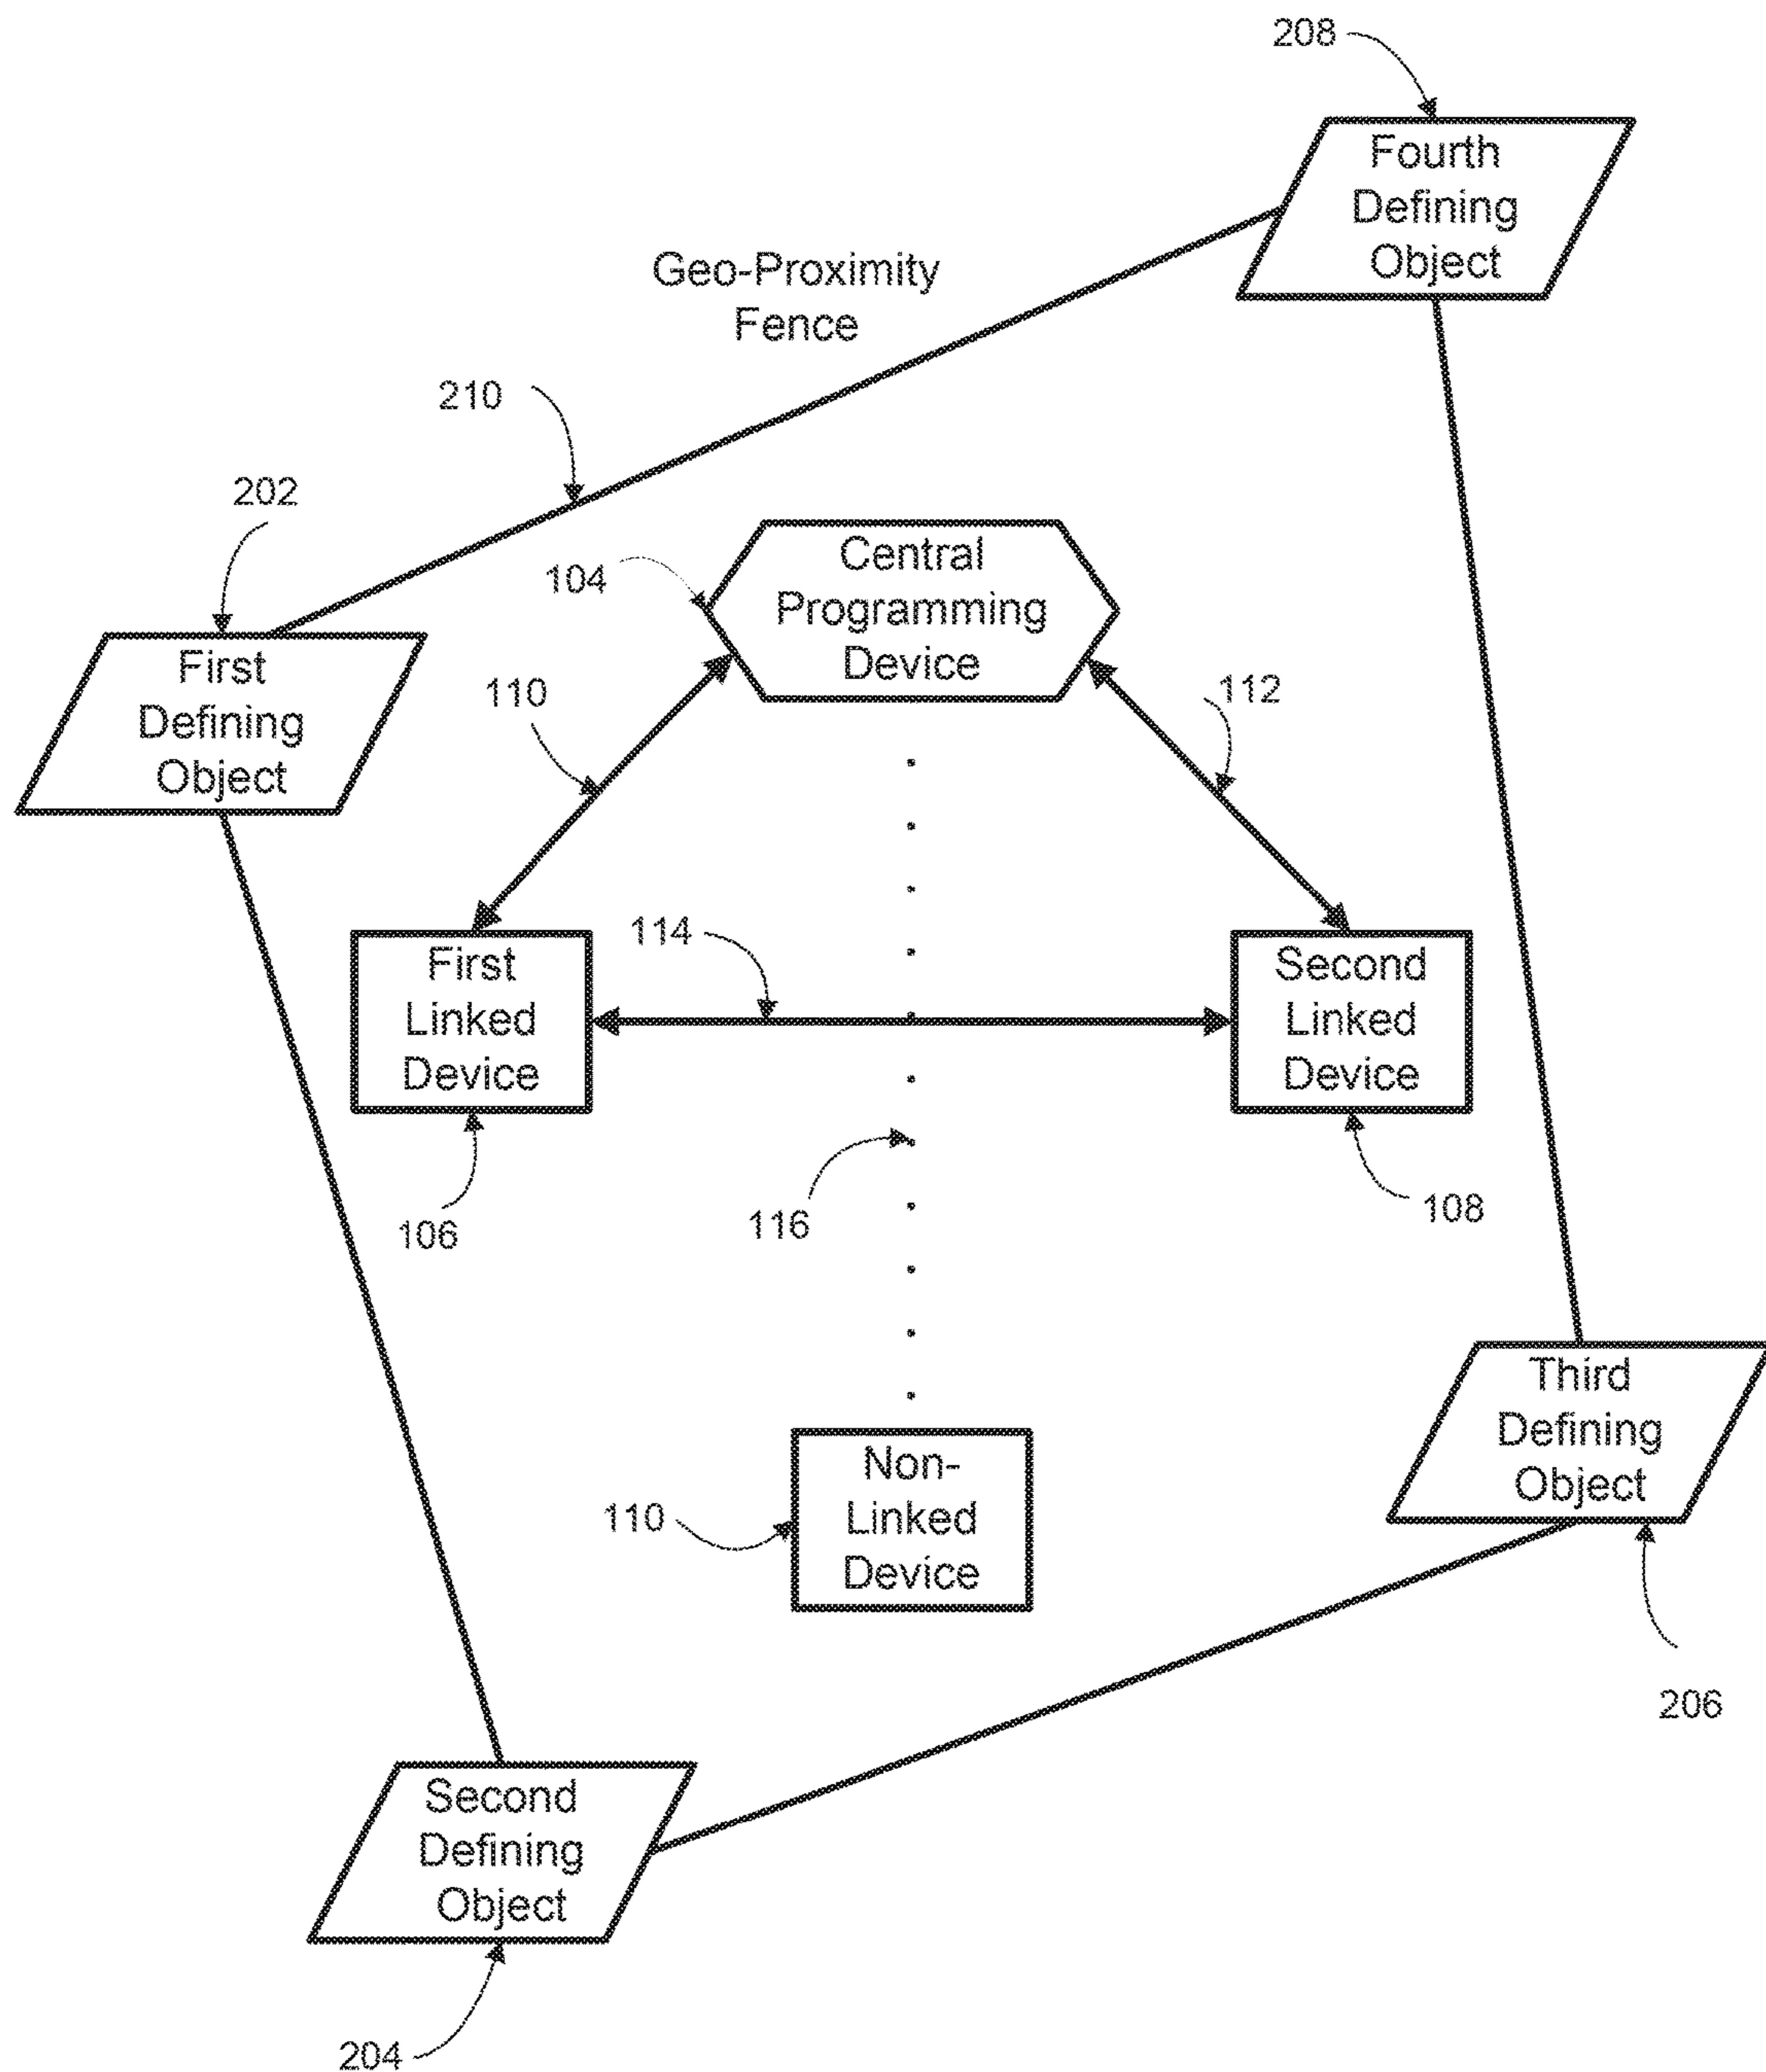 208
Fourth
Defining
Object
Geo-Proximity
Fence
210
202
104
Central
Programming
Device
First
Defining
Object
110
112
114
First
Linked
Device
Second
Linked
Device
106
116
108
Third
Defining
Object
110
Non-
Linked
Device
206
Second
Defining
Object
204